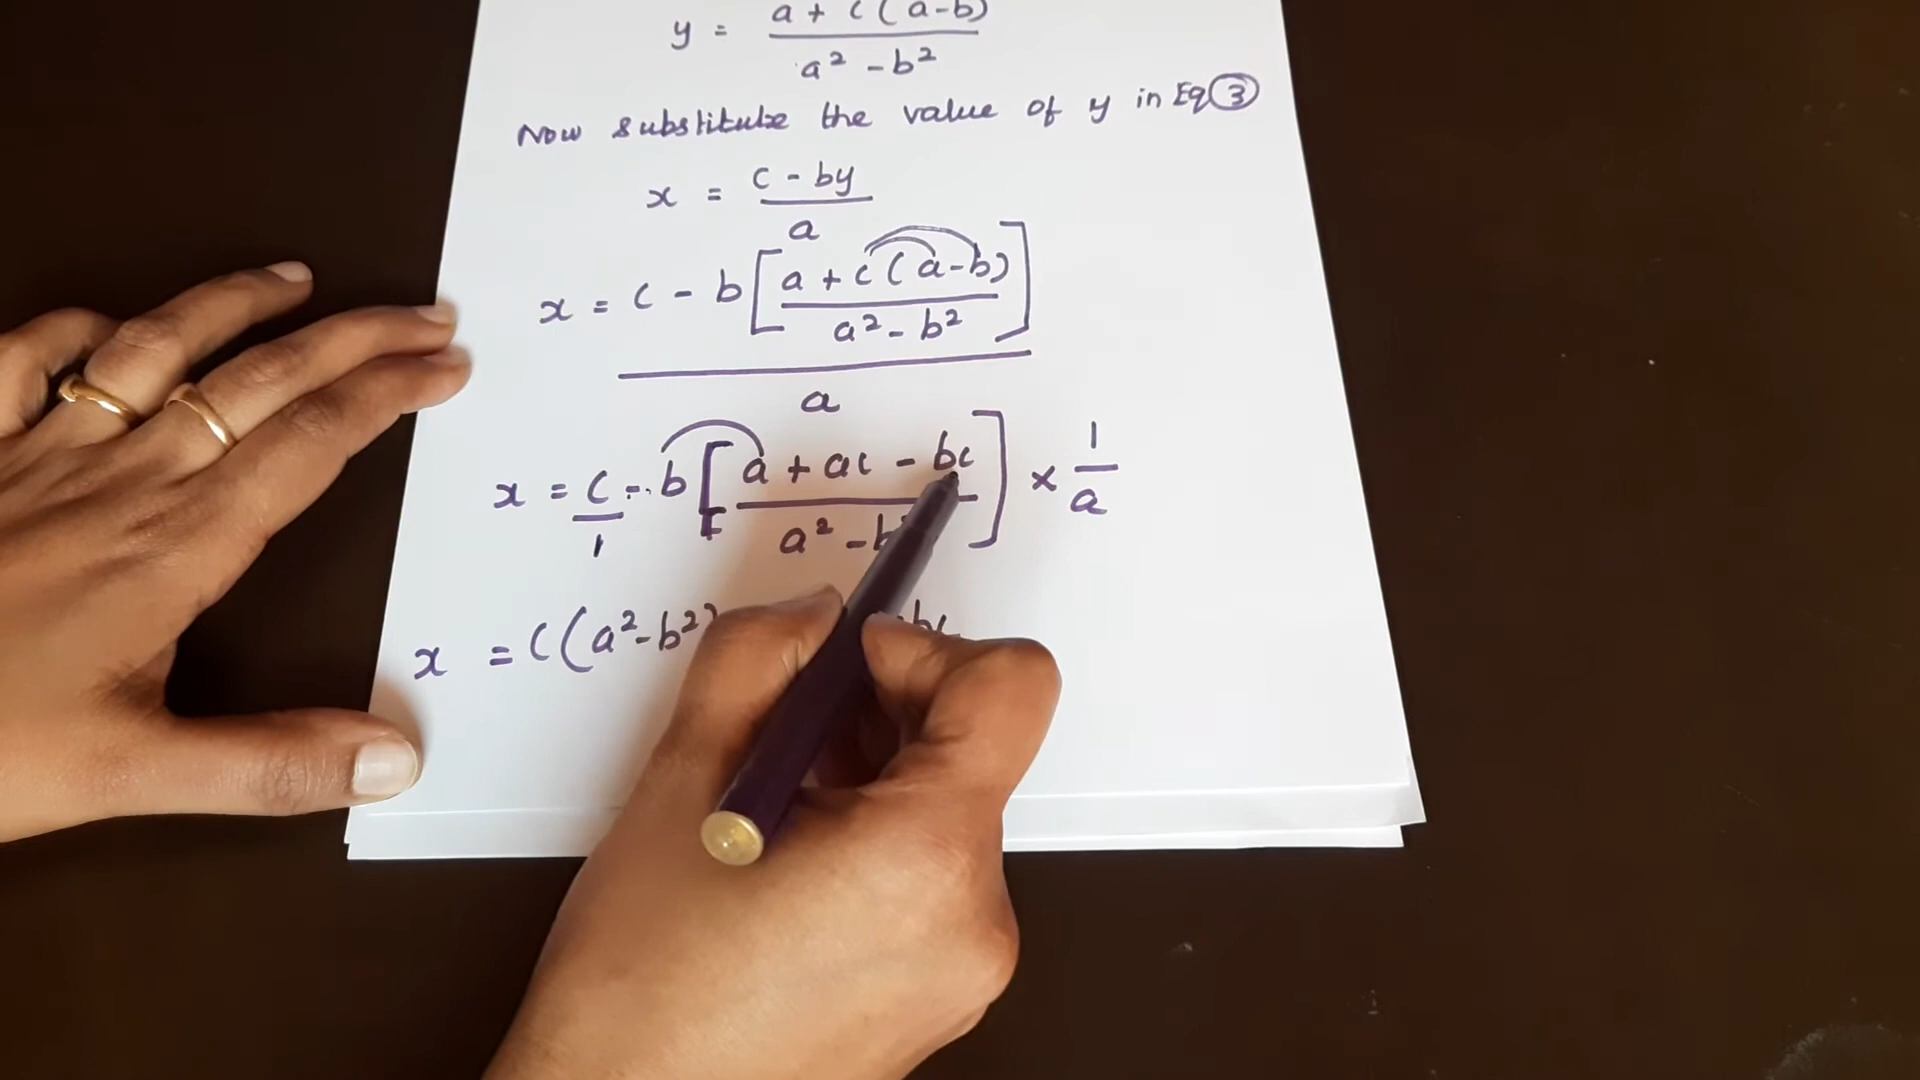 y = a + c (a-b)
a² - b²
Now substitute the value of y in Eq ③
x = c - by
a
x = c - b [ a + c (a-b)
a² - b² ]
a
x = c/1 - b [ a + ac - bc ] × 1/a
a² - b
x = c (a²-b²) bc